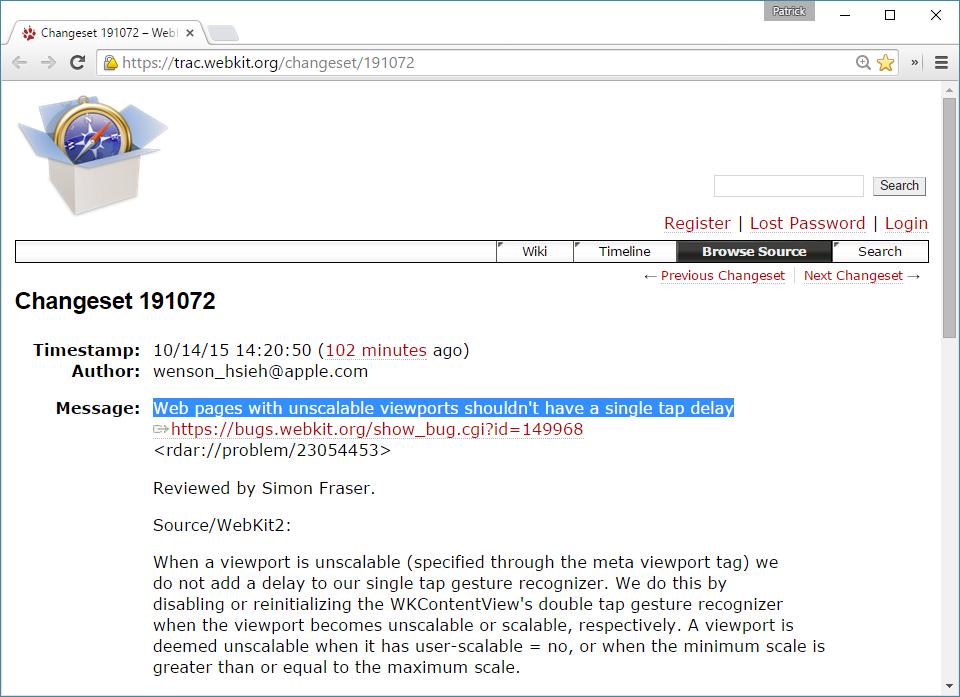 Patrick
Changeset 191072 – Webl
https://trac.webkit.org/changeset/191072
Search
Register | Lost Password | Login
Wiki Timeline Browse Source Search
← Previous Changeset Next Changeset →
Changeset 191072
Timestamp: 10/14/15 14:20:50 (102 minutes ago)
Author: wenson_hsieh@apple.com
Message: Web pages with unscalable viewports shouldn't have a single tap delay
https://bugs.webkit.org/show_bug.cgi?id=149968
<rdar://problem/23054453>
Reviewed by Simon Fraser.
Source/WebKit2:
When a viewport is unscalable (specified through the meta viewport tag) we
do not add a delay to our single tap gesture recognizer. We do this by
disabling or reinitializing the WKContentView's double tap gesture recognizer
when the viewport becomes unscalable or scalable, respectively. A viewport is
deemed unscalable when it has user-scalable = no, or when the minimum scale is
greater than or equal to the maximum scale.